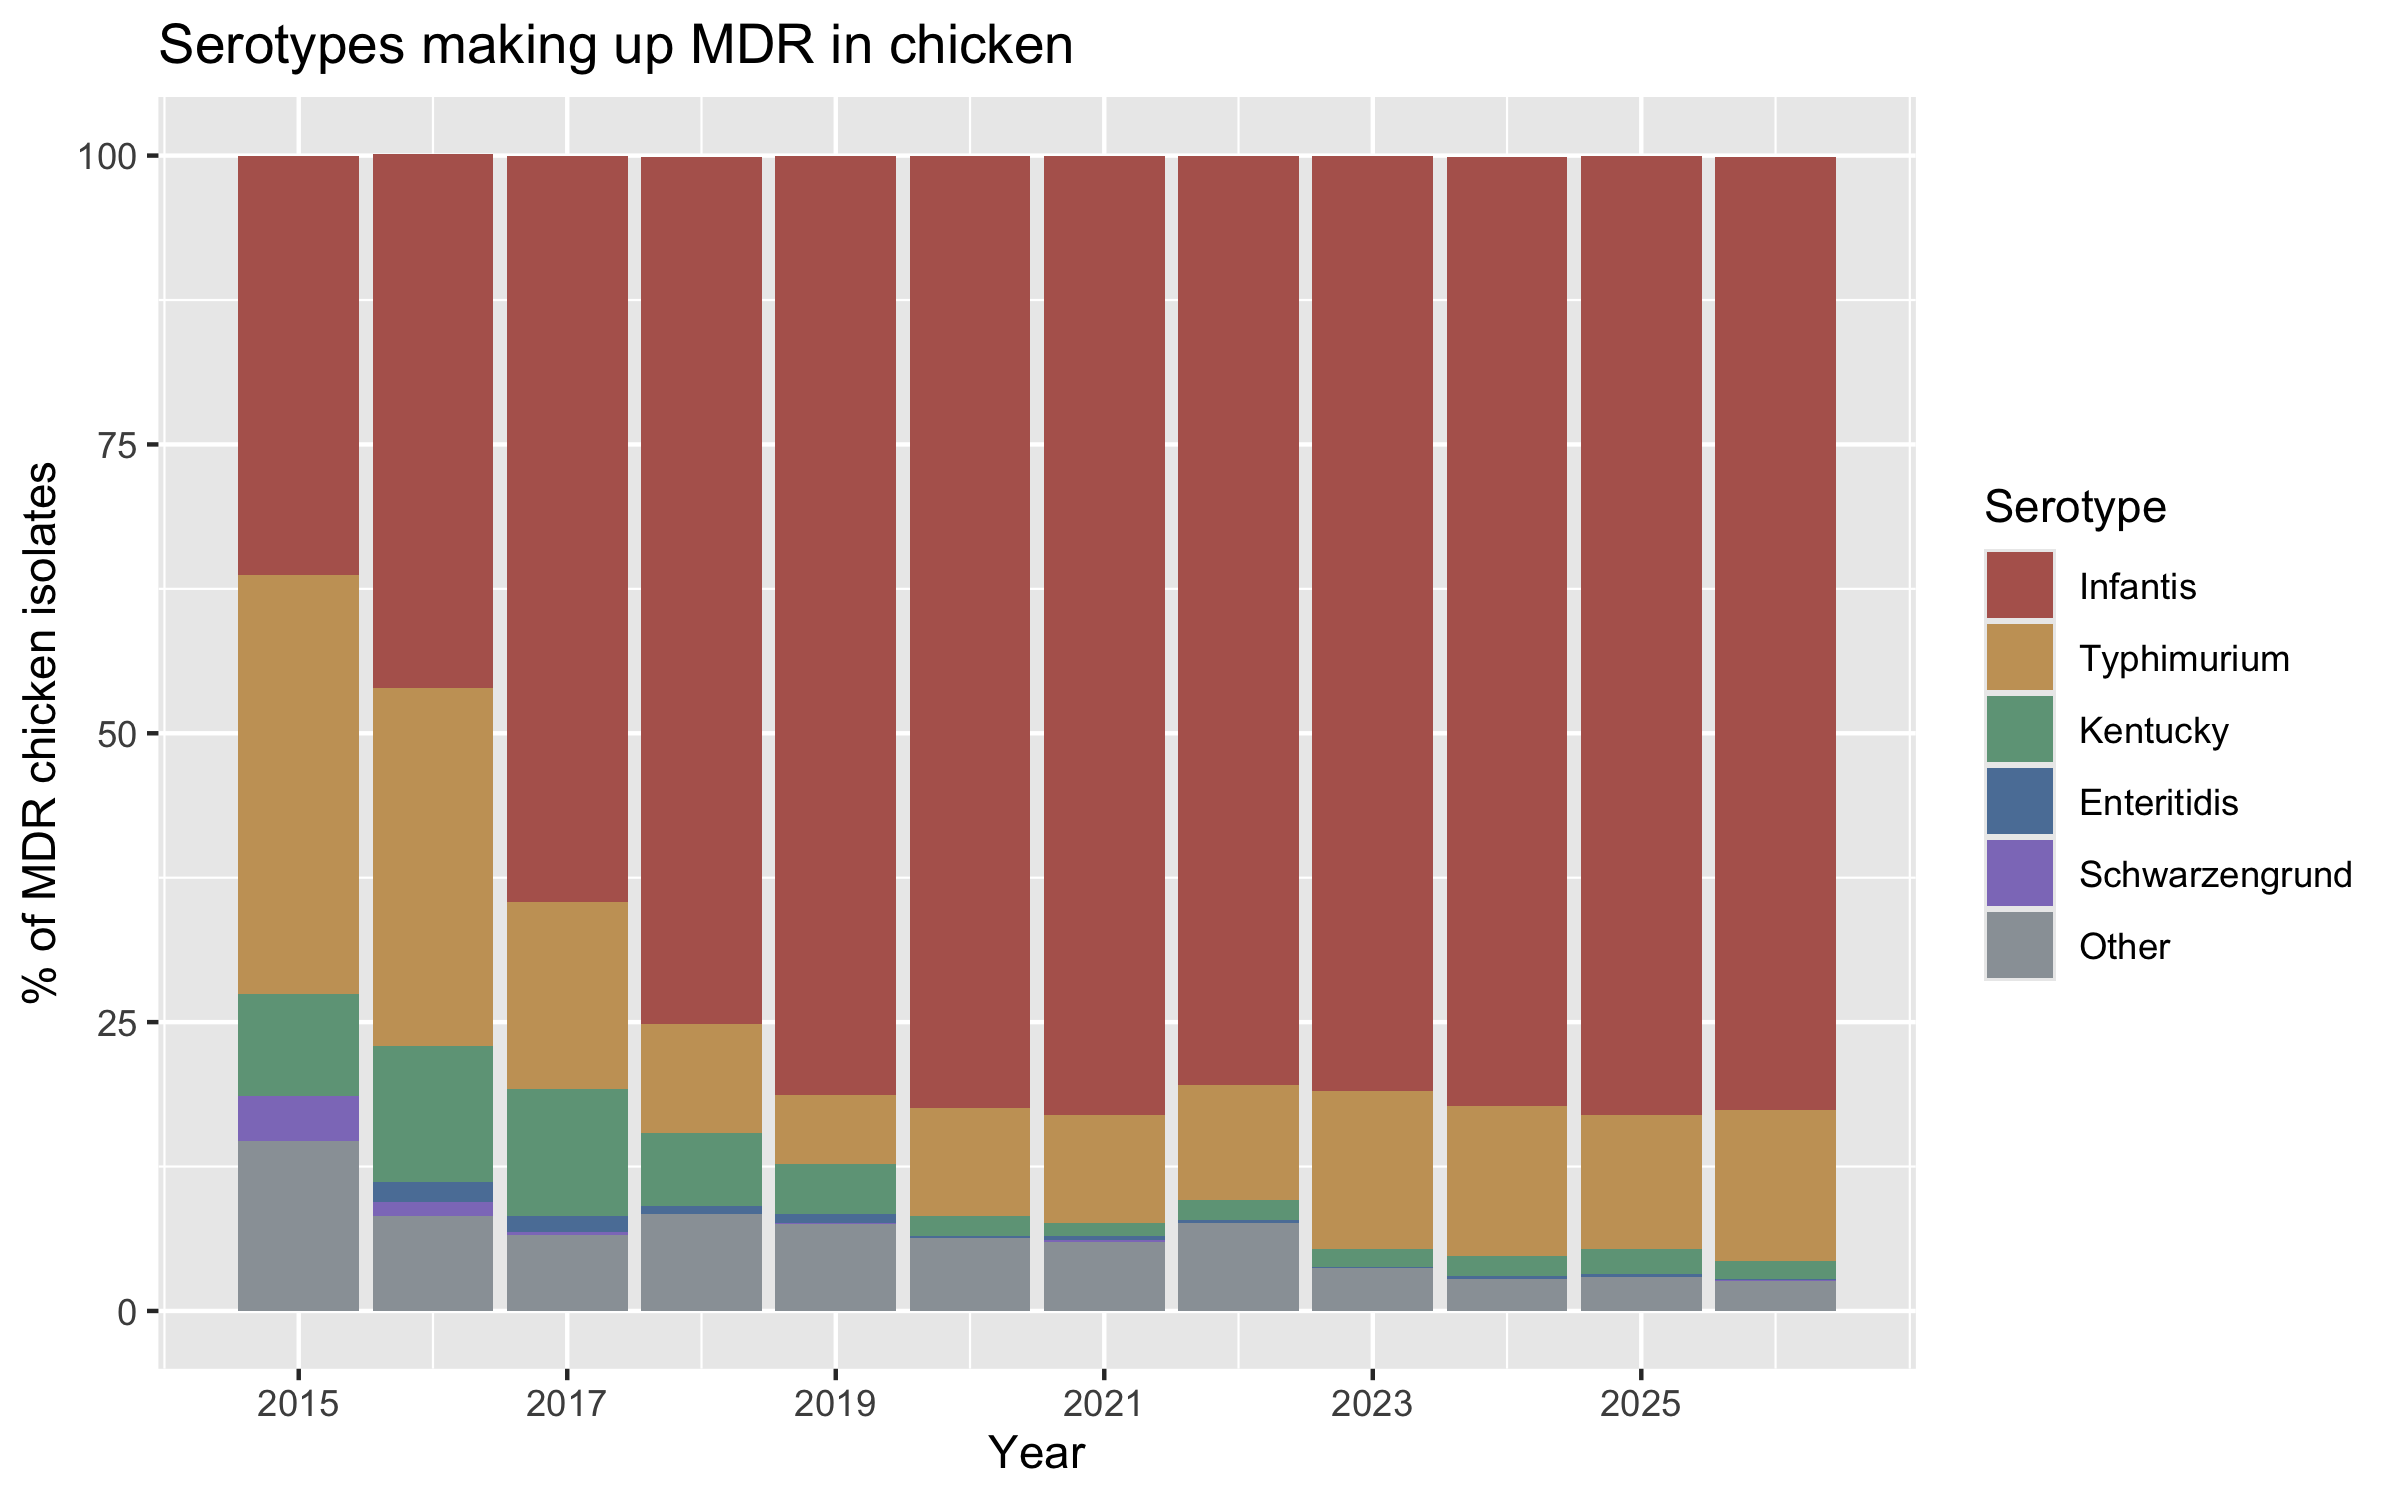 Serotypes making up MDR in chicken
% of MDR chicken isolates
100
75
50
25
0
2015
2017
2019
2021
2023
2025
Year
Serotype
Infantis
Typhimurium
Kentucky
Enteritidis
Schwarzengrund
Other